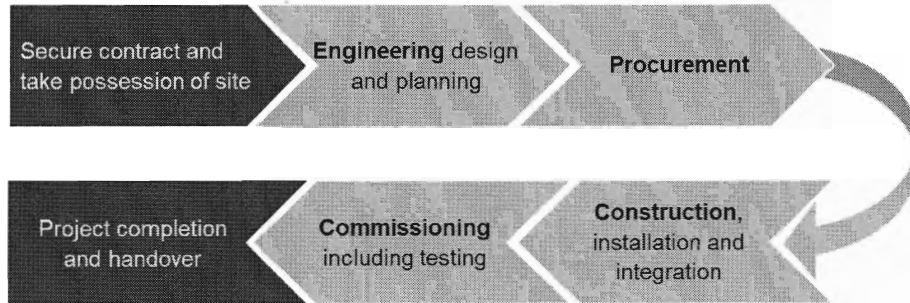 Secure contract and
take possession of site
Engineering design
and planning
Procurement
Construction,
installation and
integration
Commissioning
including testing
Project completion
and handover